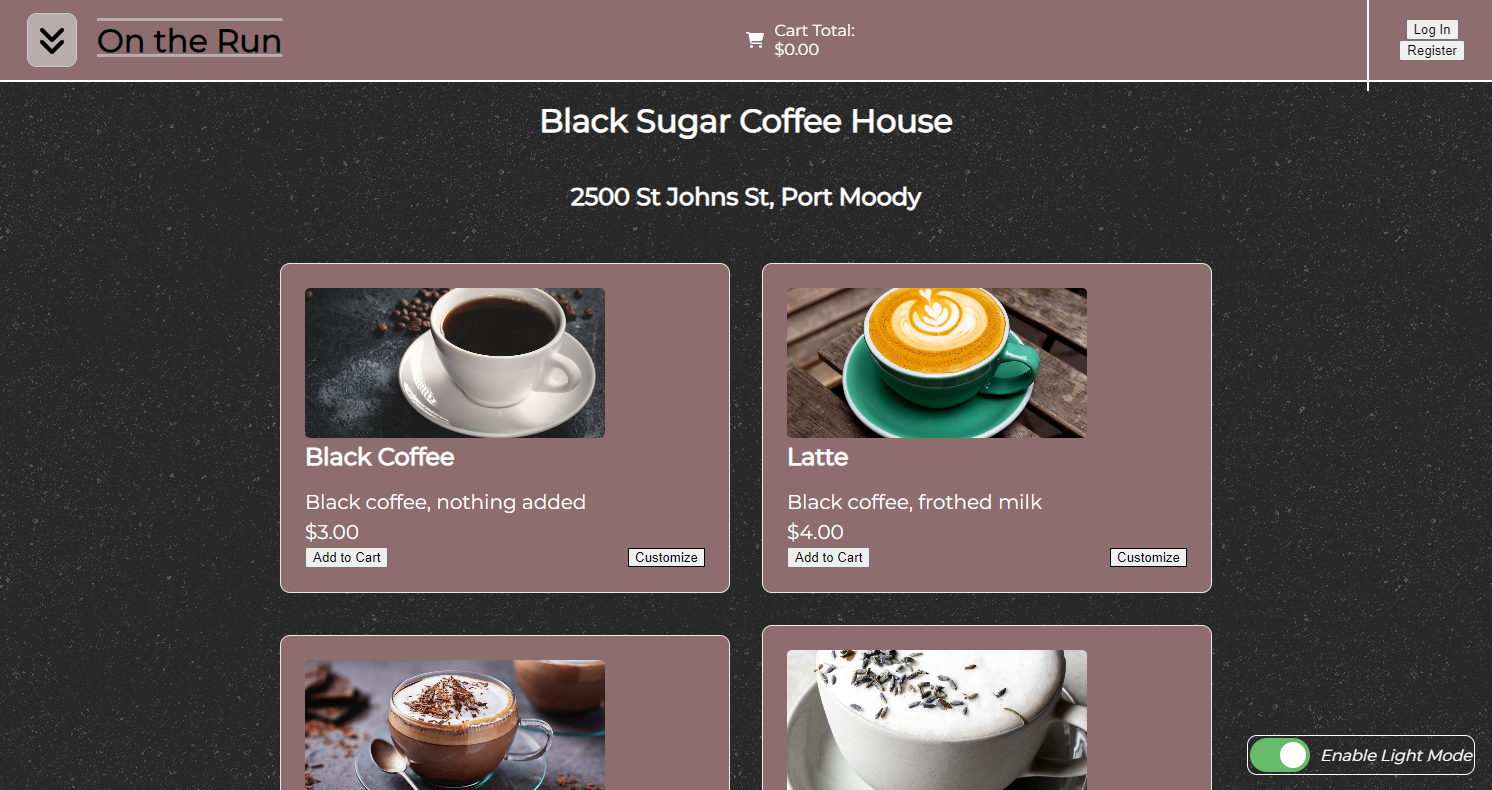 On the Run
Cart Total:
$0.00
Log In
Register
Black Sugar Coffee House
2500 St Johns St, Port Moody
Black Coffee
Black coffee, nothing added
$3.00
Add to Cart
Customize
Latte
Black coffee, frothed milk
$4.00
Add to Cart
Customize
Enable Light Mode